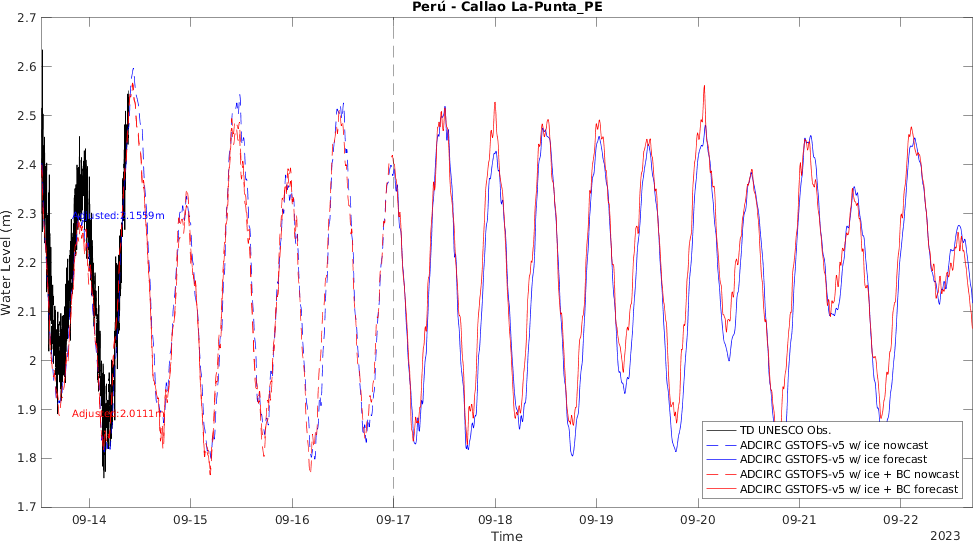 Perú - Callao La-Punta_PE
2.7
2.6
2.5
2.4
2.3
2.2
2.1
2
1.9
1.8
1.7
Water Level (m)
Adjusted:2.1559m
Adjusted:2.0111m
TD UNESCO Obs.
ADCIRC GSTOFS-v5 w/ ice nowcast
ADCIRC GSTOFS-v5 w/ ice forecast
ADCIRC GSTOFS-v5 w/ ice + BC nowcast
ADCIRC GSTOFS-v5 w/ ice + BC forecast
09-14 09-15 09-16 09-17 09-18 09-19 09-20 09-21 09-22
Time
2023